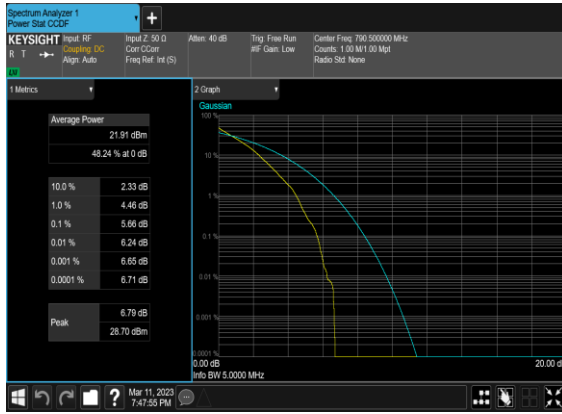 Spectrum Analyzer 1
Power Stat CCDF
KEYSIGHT
R T
LXI
Input: RF
Coupling: DC
Align: Auto
Input Z: 50 Ω
Corr CCorr
Freq Ref: Int (S)
Atten: 40 dB
Trig: Free Run
#IF Gain: Low
Center Freq: 790.500000 MHz
Counts: 1.00 M/1.00 Mpt
Radio Std: None
1 Metrics
Average Power
21.91 dBm
48.24 % at 0 dB
10.0 % 2.33 dB
1.0 % 4.46 dB
0.1 % 5.66 dB
0.01 % 6.24 dB
0.001 % 6.65 dB
0.0001 % 6.71 dB
Peak
6.79 dB
28.70 dBm
2 Graph
Gaussian
100 %
10 %
1 %
0.1 %
0.01 %
0.001 %
0.0001 %
0.00 dB
20.00 d
Info BW 5.0000 MHz
Mar 11, 2023
7:47:55 PM